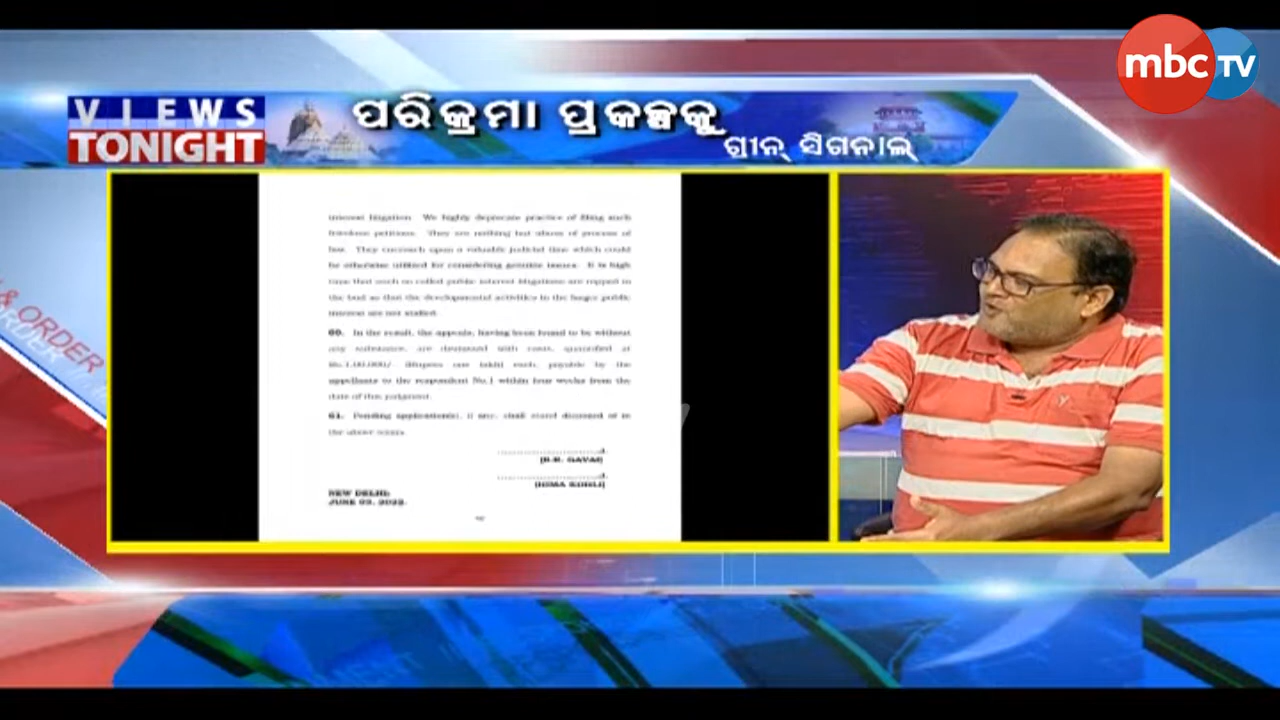 mbc TV
VIEWS
TONIGHT
ପରିକ୍ରମା ପ୍ରକଳ୍ପକୁ
ଗ୍ରୀନ୍ ସିଗନାଲ୍
interest litigation. We highly deprecate practice of filing such
frivolous petitions. They are nothing but abuse of process of
law. They encroach upon a valuable judicial time which could
be otherwise utilized for considering genuine issues. It is high
time that such so-called public interest litigations are nipped in
the bud so that the developmental activities in the larger public
interest are not stalled.
60. In the result, the appeals, having been found to be without
any substance, are dismissed with costs, quantified at
Rs.1,00,000/- (Rupees one lakh) each, payable by the
appellants to the respondent No.1 within four weeks from the
date of this judgment.
61. Pending application(s), if any, shall stand disposed of in
the above terms.
(B.R. GAVAI)
(HIMA KOHLI)
NEW DELHI;
JUNE 03, 2022.
& ORDER
ORDER